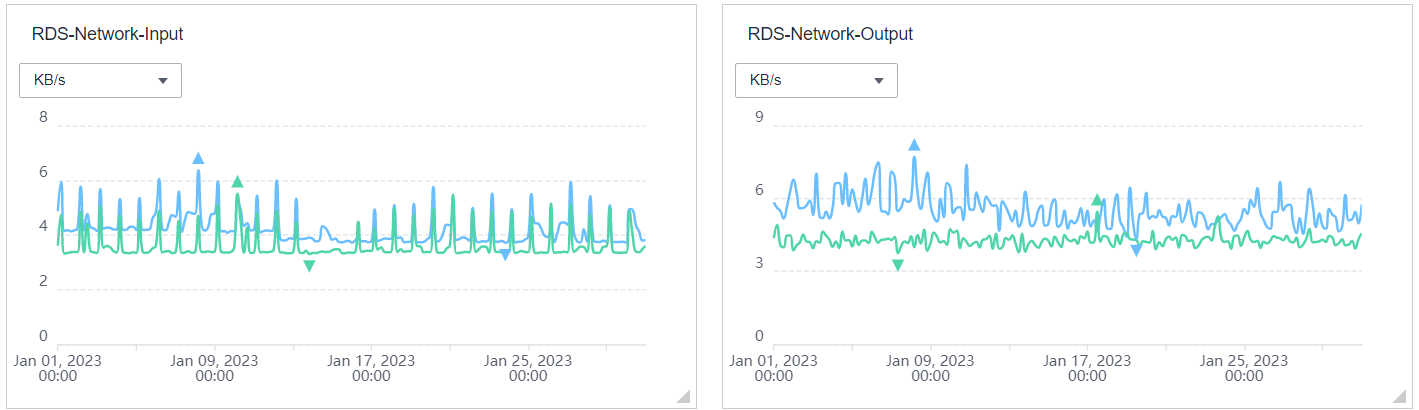 RDS-Network-Input
KB/s
8
6
4
2
0
Jan 01, 2023 Jan 09, 2023 Jan 17, 2023 Jan 25, 2023
00:00 00:00 00:00 00:00
RDS-Network-Output
KB/s
9
6
3
0
Jan 01, 2023 Jan 09, 2023 Jan 17, 2023 Jan 25, 2023
00:00 00:00 00:00 00:00